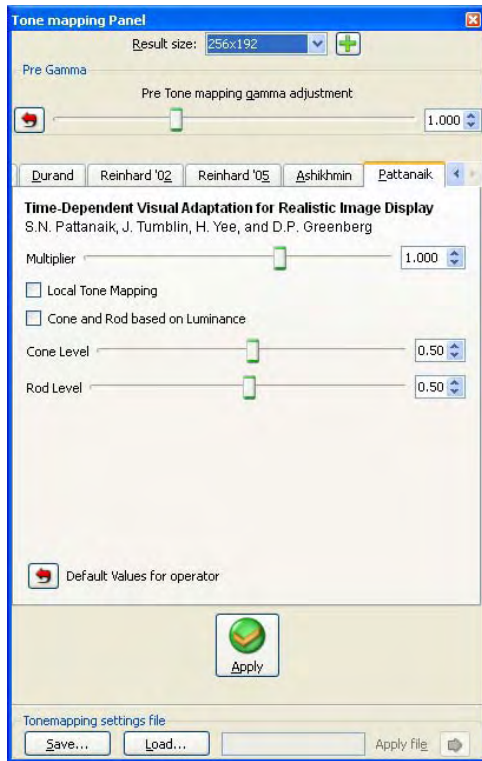 Tone mapping Panel
Result size: 256x192
Pre Gamma
Pre Tone mapping gamma adjustment
1.000
Durand Reinhard '02 Reinhard '05 Ashikhmin Pattanaik
Time-Dependent Visual Adaptation for Realistic Image Display
S.N. Pattanaik, J. Tumblin, H. Yee, and D.P. Greenberg
Multiplier 1.000
Local Tone Mapping
Cone and Rod based on Luminance
Cone Level 0.50
Rod Level 0.50
Default Values for operator
Apply
Tonemapping settings file
Save... Load... Apply file